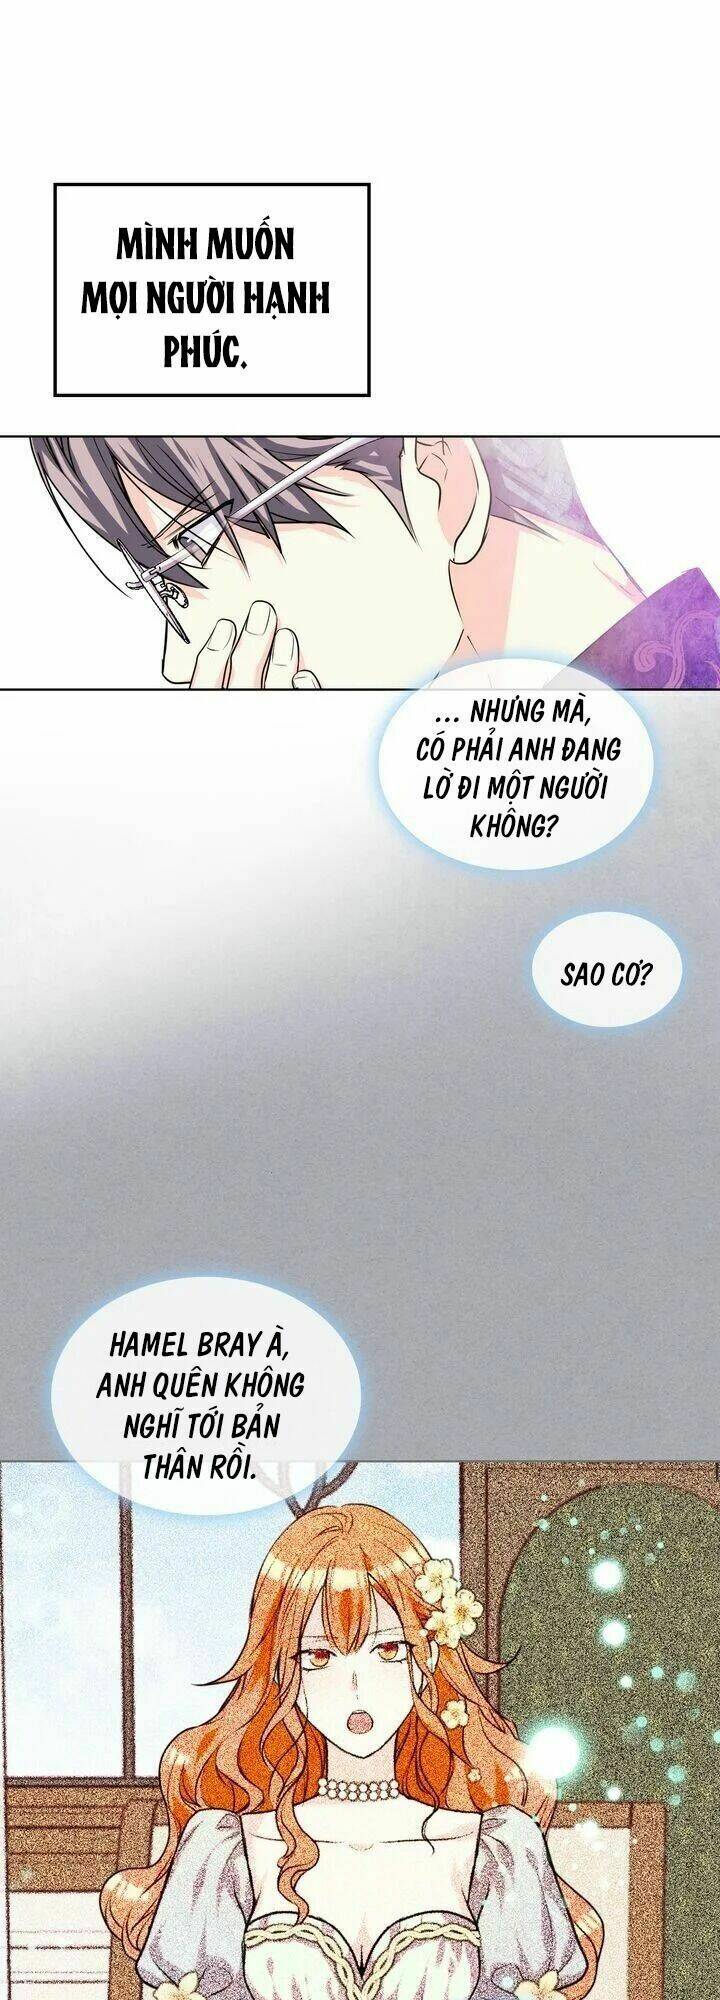 MÌNH MUỐN
MỌI NGƯỜI HẠNH
PHÚC.
... NHƯNG MÀ,
CÓ PHẢI ANH ĐANG
LỜ ĐI MỘT NGƯỜI
KHÔNG?
SAO CƠ?
HAMEL BRAY À,
ANH QUÊN KHÔNG
NGHĨ TỚI BẢN
THÂN RỒI.